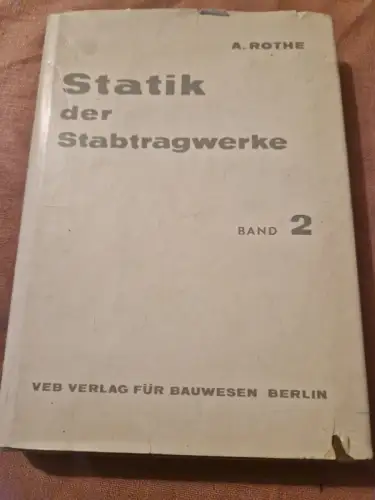 A. ROTHE
Statik
der
Stabtragwerke
BAND 2
VEB VERLAG FÜR BAUWESEN BERLIN